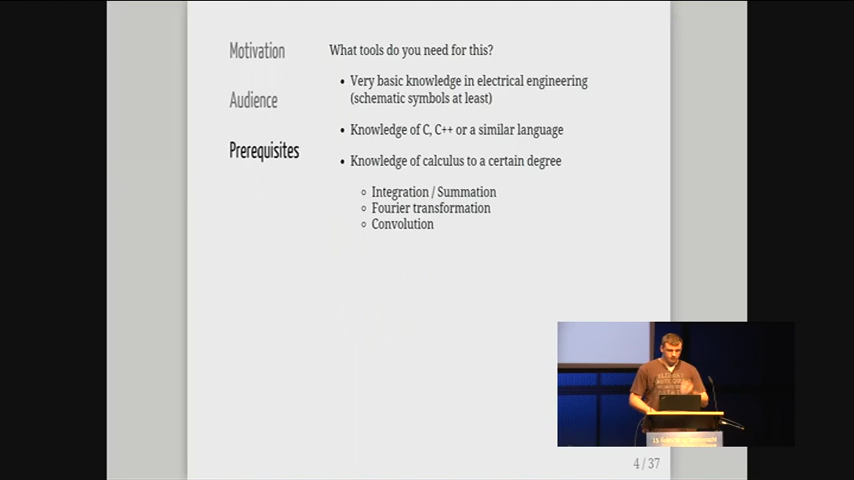 Motivation
Audience
Prerequisites
What tools do you need for this?
• Very basic knowledge in electrical engineering
(schematic symbols at least)
• Knowledge of C, C++ or a similar language
• Knowledge of calculus to a certain degree
◦ Integration / Summation
◦ Fourier transformation
◦ Convolution
4 / 37